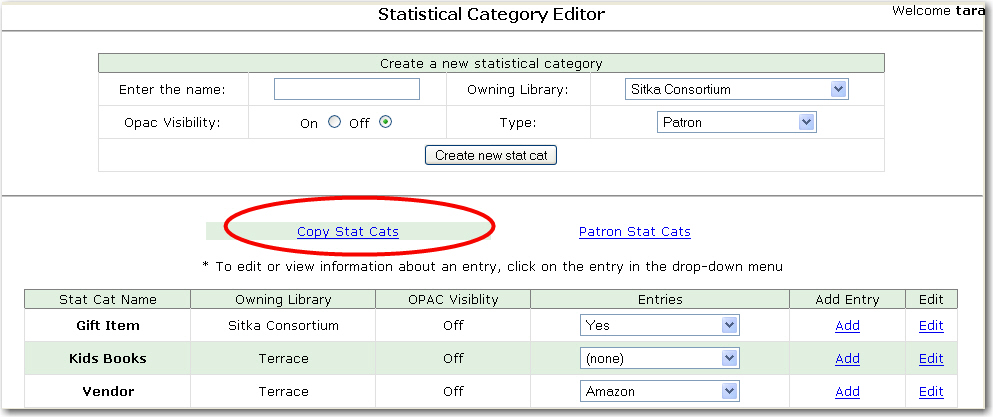 Statistical Category Editor
Welcome tara
Create a new statistical category
Enter the name:
Owning Library: Sitka Consortium
Opac Visibility: On Off
Type: Patron
Create new stat cat
Copy Stat Cats
Patron Stat Cats
* To edit or view information about an entry, click on the entry in the drop-down menu
Stat Cat Name Owning Library OPAC Visiblity Entries Add Entry Edit
Gift Item Sitka Consortium Off Yes Add Edit
Kids Books Terrace Off (none) Add Edit
Vendor Terrace Off Amazon Add Edit